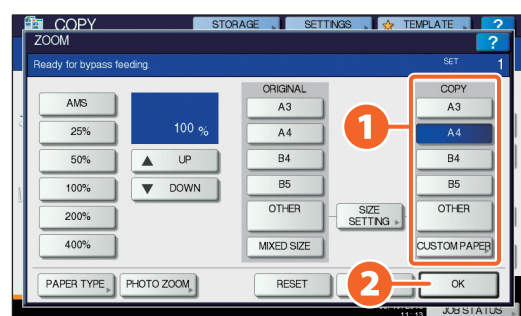 COPY STORAGE SETTINGS TEMPLATE ?
ZOOM ?
Ready for bypass feeding. SET 1
ORIGINAL COPY
AMS A3 A3
25% 100 % A4 1 A4
50% ▲ UP B4 B4
100% ▼ DOWN B5 B5
200% OTHER SIZE SETTING OTHER
400% MIXED SIZE CUSTOM PAPER
PAPER TYPE PHOTO ZOOM RESET 2 OK
11:13 JOB STATUS